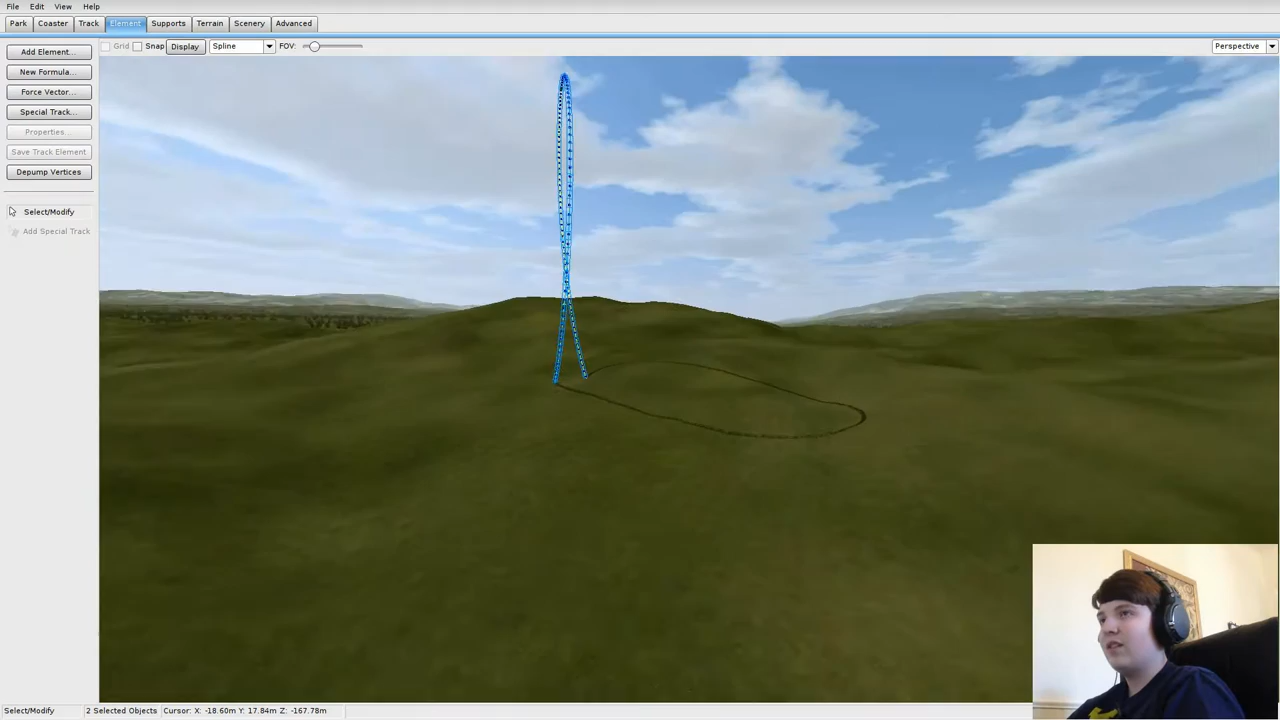 File Edit View Help
Park Coaster Track Element Supports Terrain Scenery Advanced
Grid Snap Display Spline FOV: Perspective
Add Element...
New Formula...
Force Vector...
Special Track...
Properties...
Save Track Element
Depump Vertices
Select/Modify
Add Special Track
Select/Modify 2 Selected Objects Cursor: X: -18.60m Y: 17.84m Z: -167.78m